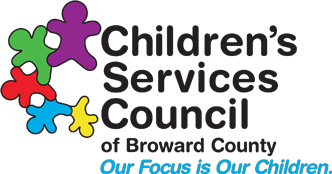 Children's
Services
Council
of Broward County
Our Focus is Our Children.